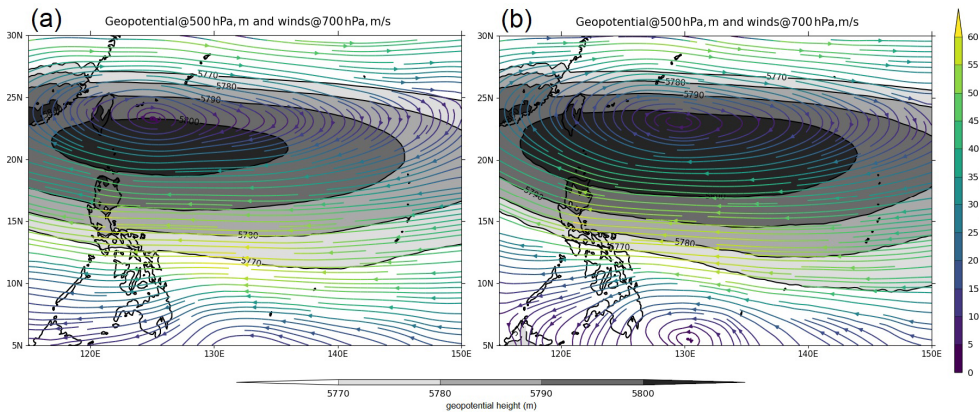 (a)
Geopotential@500 hPa, m and winds@700 hPa, m/s
30N
25N
20N
15N
10N
5N
120E
130E
140E
150E
5770
5780
5790
5800
5780
5770
(b)
Geopotential@500 hPa, m and winds@700 hPa, m/s
30N
25N
20N
15N
10N
5N
120E
130E
140E
150E
5770
5780
5790
5790
5780
5770
60
55
50
45
40
35
30
25
20
15
10
5
0
5770
5780
5790
5800
geopotential height (m)